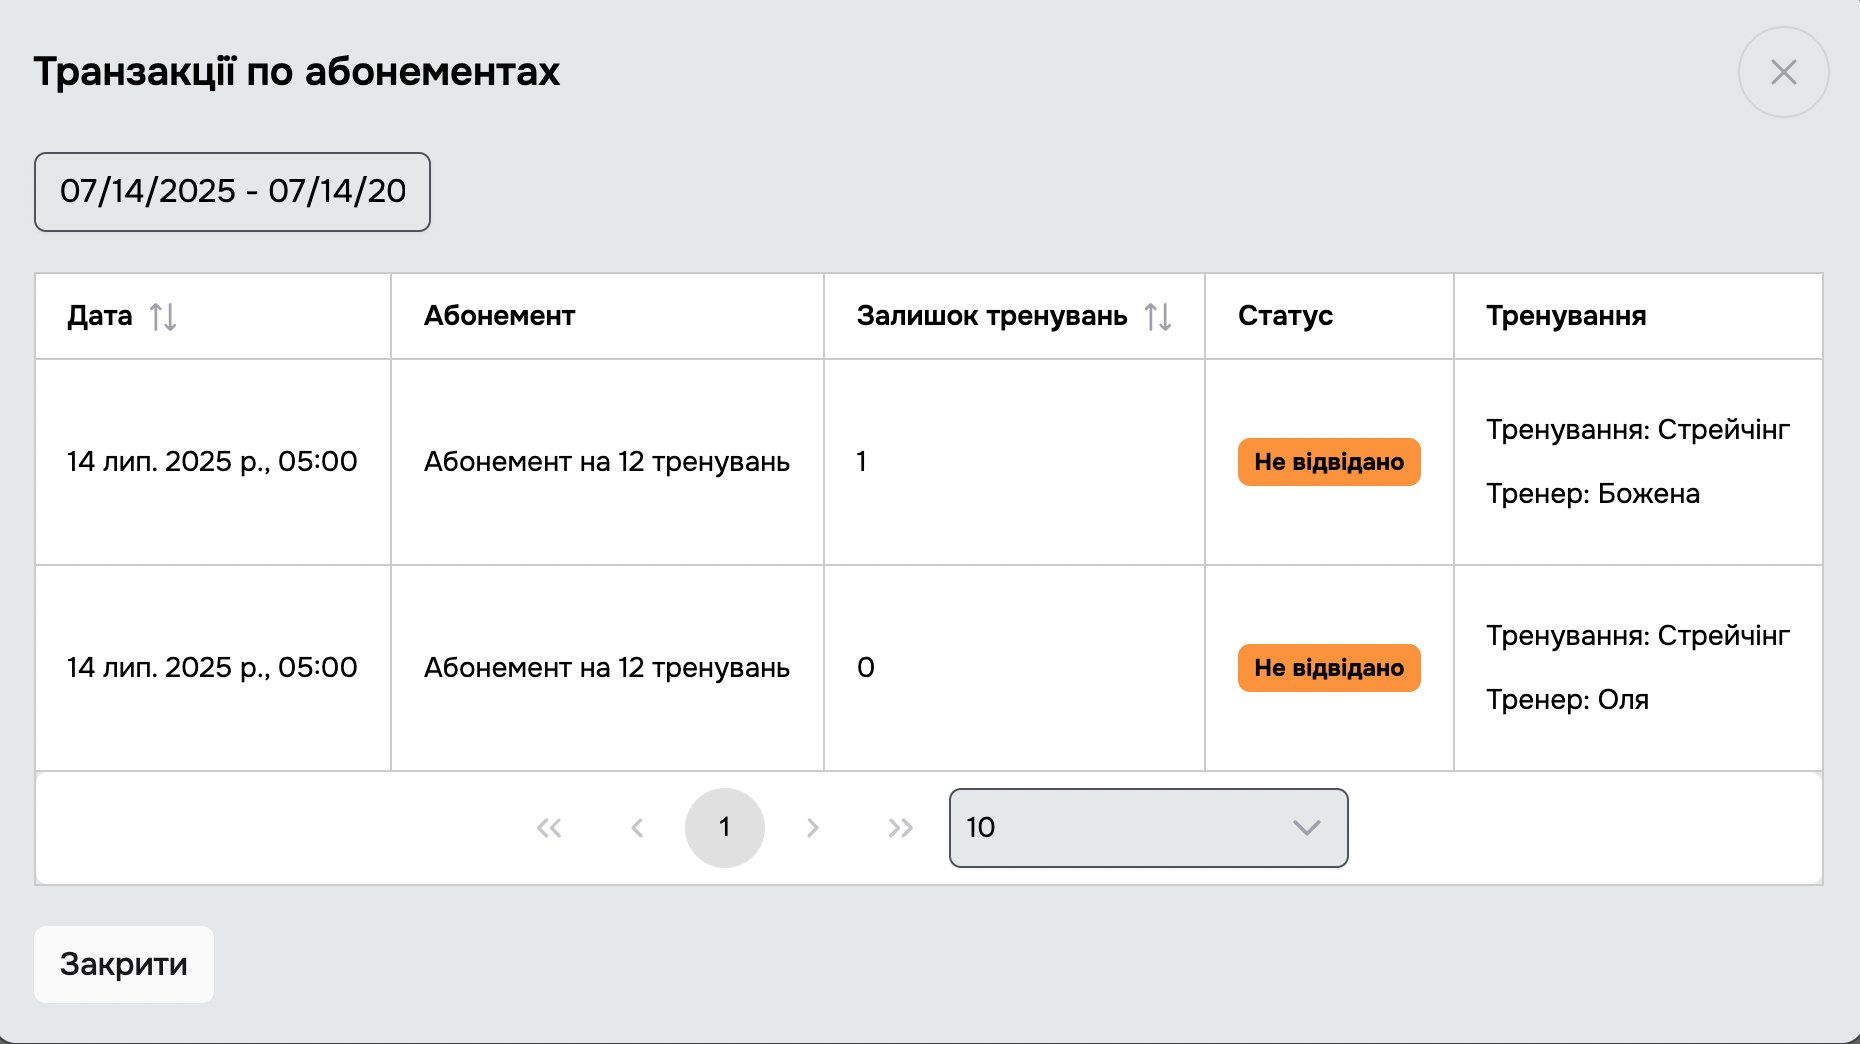 Транзакції по абонементах
07/14/2025 - 07/14/20
Дата Абонемент Залишок тренувань Статус Тренування
14 лип. 2025 р., 05:00 Абонемент на 12 тренувань 1 Не відвідано Тренування: Стрейчінг
Тренер: Божена
14 лип. 2025 р., 05:00 Абонемент на 12 тренувань 0 Не відвідано Тренування: Стрейчінг
Тренер: Оля
1 10
Закрити